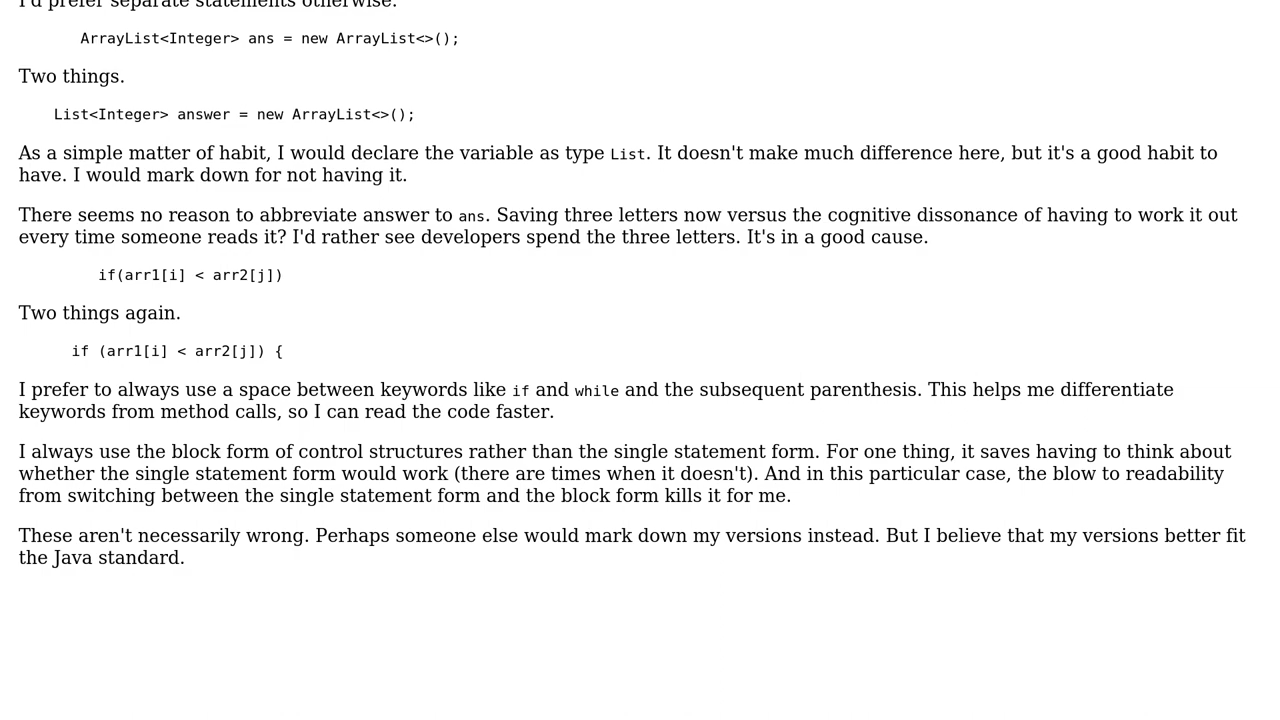 I'd prefer separate statements otherwise.
ArrayList<Integer> ans = new ArrayList<>();
Two things.
List<Integer> answer = new ArrayList<>();
As a simple matter of habit, I would declare the variable as type List. It doesn't make much difference here, but it's a good habit to
have. I would mark down for not having it.
There seems no reason to abbreviate answer to ans. Saving three letters now versus the cognitive dissonance of having to work it out
every time someone reads it? I'd rather see developers spend the three letters. It's in a good cause.
if(arr1[i] < arr2[j])
Two things again.
if (arr1[i] < arr2[j]) {
I prefer to always use a space between keywords like if and while and the subsequent parenthesis. This helps me differentiate
keywords from method calls, so I can read the code faster.
I always use the block form of control structures rather than the single statement form. For one thing, it saves having to think about
whether the single statement form would work (there are times when it doesn't). And in this particular case, the blow to readability
from switching between the single statement form and the block form kills it for me.
These aren't necessarily wrong. Perhaps someone else would mark down my versions instead. But I believe that my versions better fit
the Java standard.